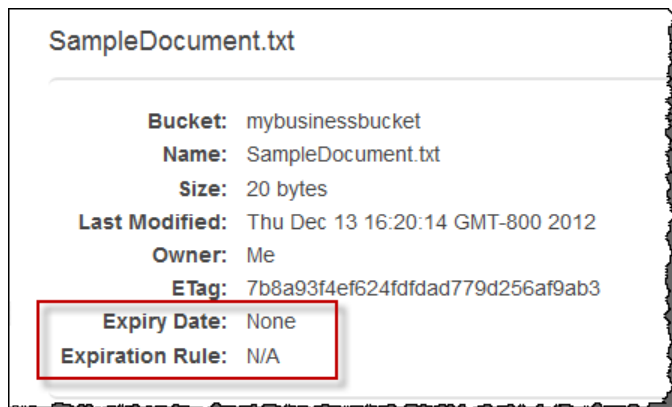 SampleDocument.txt
Bucket: mybusinessbucket
Name: SampleDocument.txt
Size: 20 bytes
Last Modified: Thu Dec 13 16:20:14 GMT-800 2012
Owner: Me
ETag: 7b8a93f4ef624fdfdad779d256af9ab3
Expiry Date: None
Expiration Rule: N/A